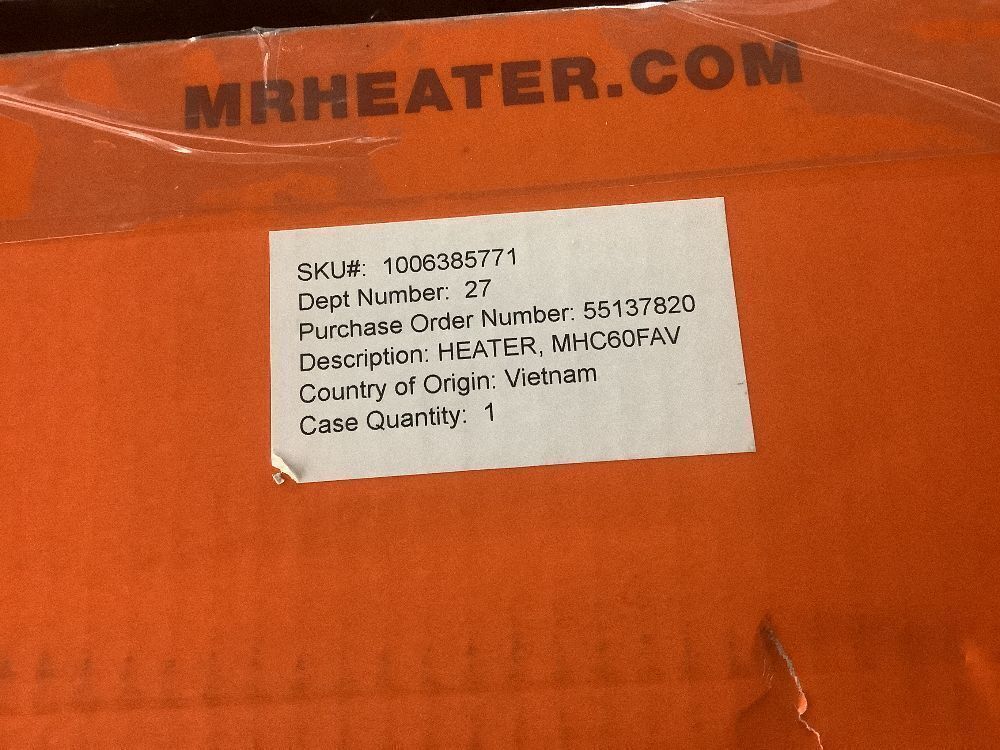 MRHEATER.COM
SKU#: 1006385771
Dept Number: 27
Purchase Order Number: 55137820
Description: HEATER, MHC60FAV
Country of Origin: Vietnam
Case Quantity: 1